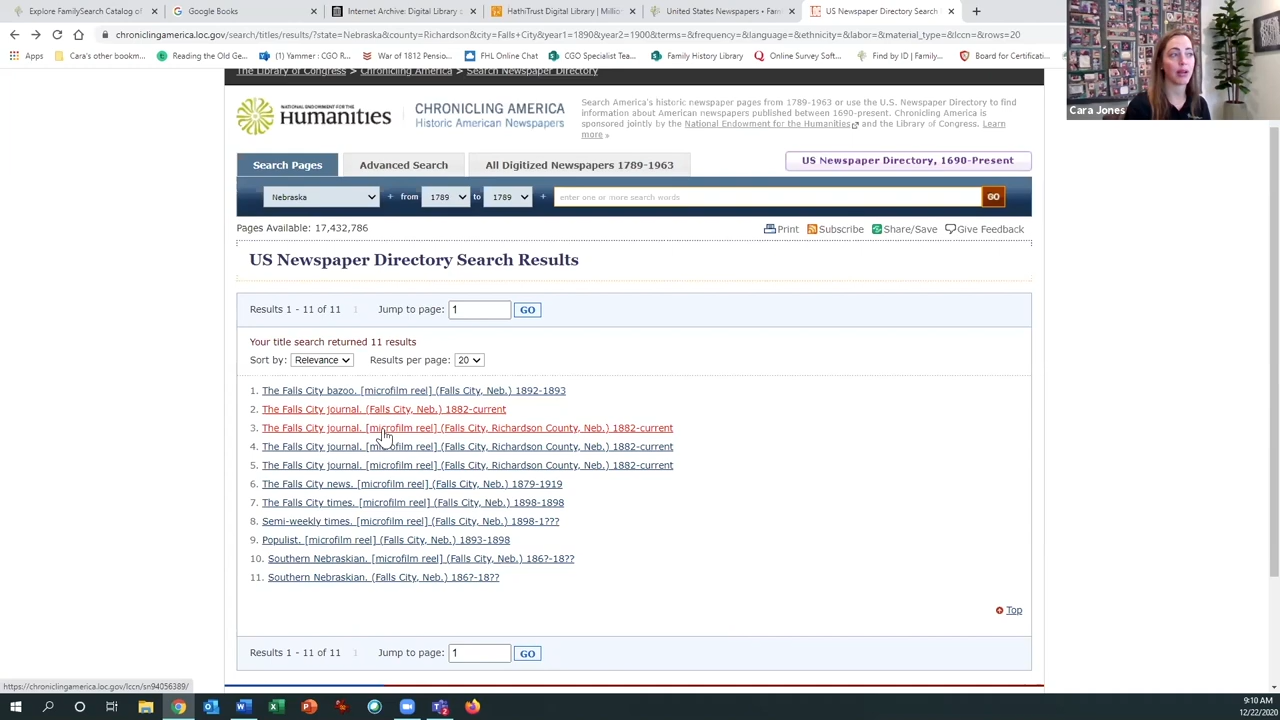 Explore FamilySearch Catalog of
Google Books
Internet Archive: Digital Library
HathiTrust Digital Library | Million
United States Newspapers • Fam
US Newspaper Directory Search
chroniclingamerica.loc.gov/search/titles/results/?state=Nebraska&county=Richardson&city=Falls+City&year1=1890&year2=1900&terms=&frequency=&language=&ethnicity=&labor=&material_type=&lccn=&rows=20
Apps
Cara's other bookm...
Reading the Old Ge...
(1) Yammer : CGO R...
War of 1812 Pensio...
FHL Online Chat
CGO Specialist Tea...
Family History Library
Online Survey Soft...
Find by ID | Family...
Board for Certificati...
The Library of Congress > Chronicling America > Search Newspaper Directory
NATIONAL ENDOWMENT FOR THE
Humanities
CHRONICLING AMERICA
Historic American Newspapers
Search America's historic newspaper pages from 1789-1963 or use the U.S. Newspaper Directory to find
information about American newspapers published between 1690-present. Chronicling America is
sponsored jointly by the National Endowment for the Humanities and the Library of Congress. Learn
more »
Cara Jones
Search Pages
Advanced Search
All Digitized Newspapers 1789-1963
US Newspaper Directory, 1690-Present
Nebraska + from 1789 to 1789 + enter one or more search words GO
Pages Available: 17,432,786
Print Subscribe Share/Save Give Feedback
US Newspaper Directory Search Results
Results 1 - 11 of 11 1 Jump to page: 1 GO
Your title search returned 11 results
Sort by: Relevance Results per page: 20
1. The Falls City bazoo. [microfilm reel] (Falls City, Neb.) 1892-1893
2. The Falls City journal. (Falls City, Neb.) 1882-current
3. The Falls City journal. [microfilm reel] (Falls City, Richardson County, Neb.) 1882-current
4. The Falls City journal. [microfilm reel] (Falls City, Richardson County, Neb.) 1882-current
5. The Falls City journal. [microfilm reel] (Falls City, Richardson County, Neb.) 1882-current
6. The Falls City news. [microfilm reel] (Falls City, Neb.) 1879-1919
7. The Falls City times. [microfilm reel] (Falls City, Neb.) 1898-1898
8. Semi-weekly times. [microfilm reel] (Falls City, Neb.) 1898-1???
9. Populist. [microfilm reel] (Falls City, Neb.) 1893-1898
10. Southern Nebraskian. [microfilm reel] (Falls City, Neb.) 186?-18??
11. Southern Nebraskian. (Falls City, Neb.) 186?-18??
Top
Results 1 - 11 of 11 1 Jump to page: 1 GO
https://chroniclingamerica.loc.gov/lccn/sn94056389/
9:10 AM
12/22/2020